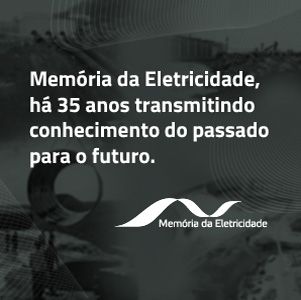 Memória da Eletricidade,
há 35 anos transmitindo
conhecimento do passado
para o futuro.
Memória da Eletricidade